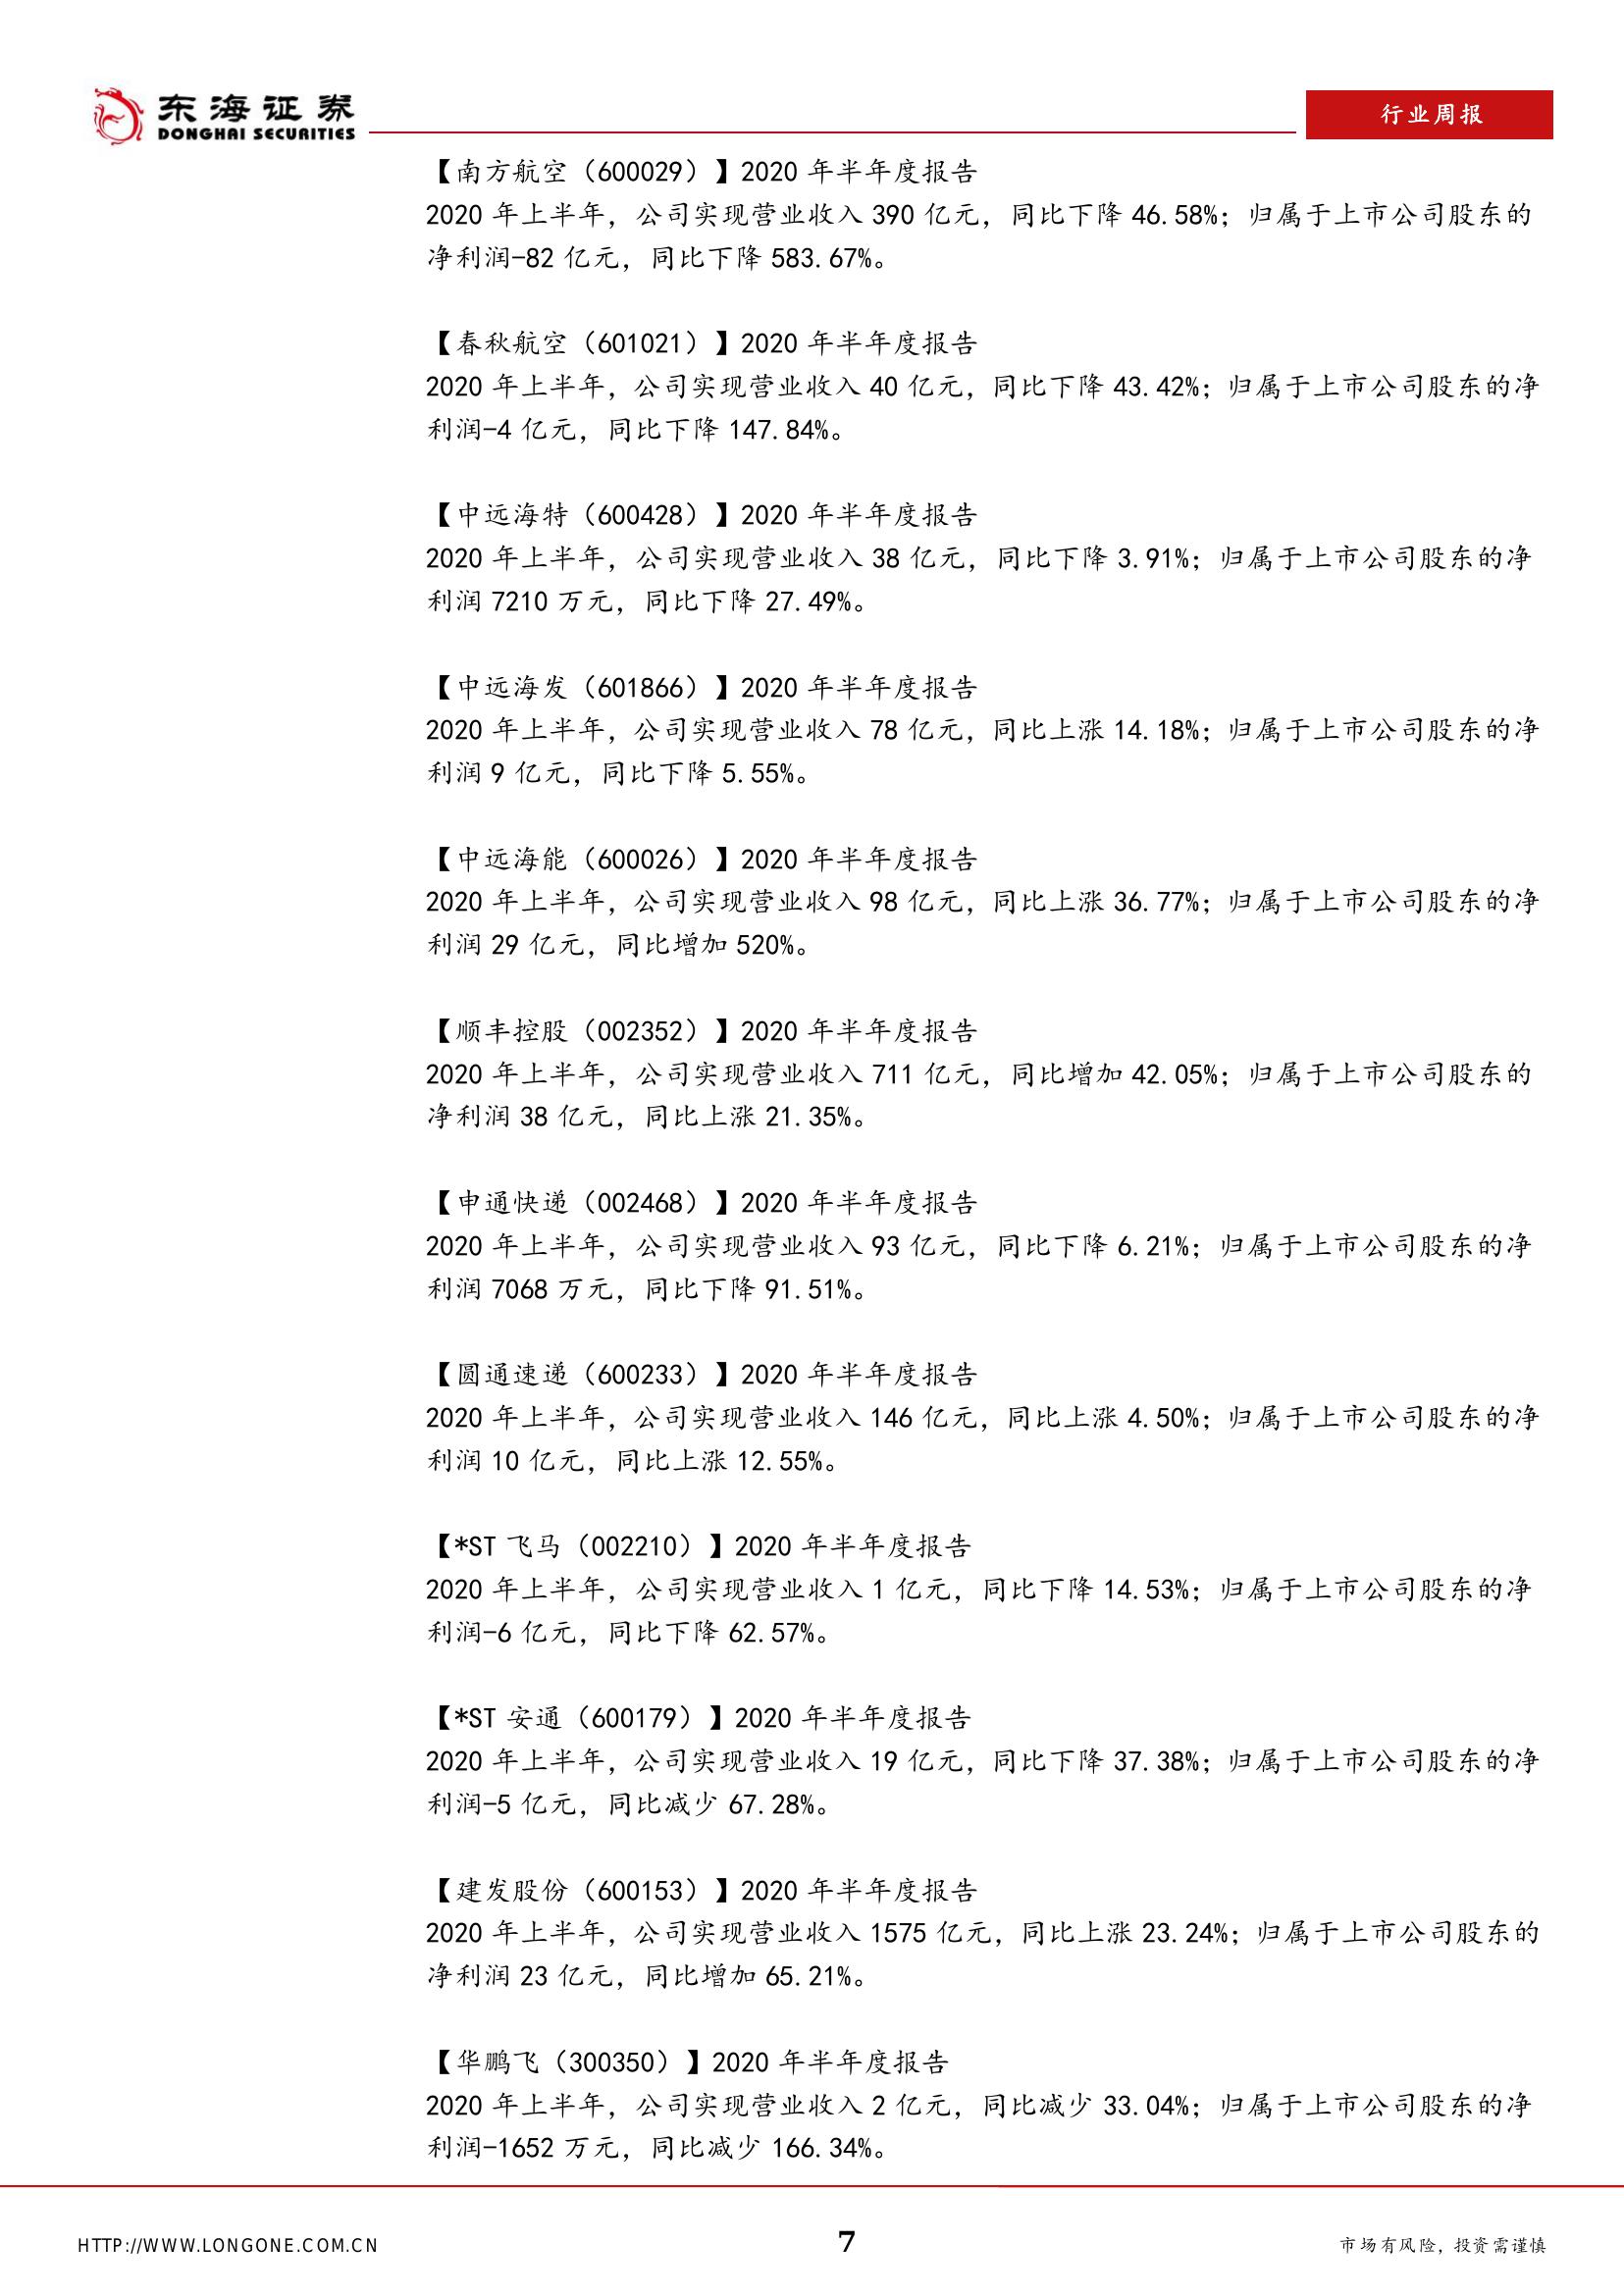 东海证券
DONGHAI SECURITIES
行业周报
【南方航空（600029）】2020 年半年度报告
2020 年上半年，公司实现营业收入 390 亿元，同比下降 46.58%；归属于上市公司股东的
净利润-82 亿元，同比下降 583.67%。
【春秋航空（601021）】2020 年半年度报告
2020 年上半年，公司实现营业收入 40 亿元，同比下降 43.42%；归属于上市公司股东的净
利润-4 亿元，同比下降 147.84%。
【中远海特（600428）】2020 年半年度报告
2020 年上半年，公司实现营业收入 38 亿元，同比下降 3.91%；归属于上市公司股东的净
利润 7210 万元，同比下降 27.49%。
【中远海发（601866）】2020 年半年度报告
2020 年上半年，公司实现营业收入 78 亿元，同比上涨 14.18%；归属于上市公司股东的净
利润 9 亿元，同比下降 5.55%。
【中远海能（600026）】2020 年半年度报告
2020 年上半年，公司实现营业收入 98 亿元，同比上涨 36.77%；归属于上市公司股东的净
利润 29 亿元，同比增加 520%。
【顺丰控股（002352）】2020 年半年度报告
2020 年上半年，公司实现营业收入 711 亿元，同比增加 42.05%；归属于上市公司股东的
净利润 38 亿元，同比上涨 21.35%。
【申通快递（002468）】2020 年半年度报告
2020 年上半年，公司实现营业收入 93 亿元，同比下降 6.21%；归属于上市公司股东的净
利润 7068 万元，同比下降 91.51%。
【圆通速递（600233）】2020 年半年度报告
2020 年上半年，公司实现营业收入 146 亿元，同比上涨 4.50%；归属于上市公司股东的净
利润 10 亿元，同比上涨 12.55%。
【*ST 飞马（002210）】2020 年半年度报告
2020 年上半年，公司实现营业收入 1 亿元，同比下降 14.53%；归属于上市公司股东的净
利润-6 亿元，同比下降 62.57%。
【*ST 安通（600179）】2020 年半年度报告
2020 年上半年，公司实现营业收入 19 亿元，同比下降 37.38%；归属于上市公司股东的净
利润-5 亿元，同比减少 67.28%。
【建发股份（600153）】2020 年半年度报告
2020 年上半年，公司实现营业收入 1575 亿元，同比上涨 23.24%；归属于上市公司股东的
净利润 23 亿元，同比增加 65.21%。
【华鹏飞（300350）】2020 年半年度报告
2020 年上半年，公司实现营业收入 2 亿元，同比减少 33.04%；归属于上市公司股东的净
利润-1652 万元，同比减少 166.34%。
HTTP://WWW.LONGONE.COM.CN
7
市场有风险，投资需谨慎